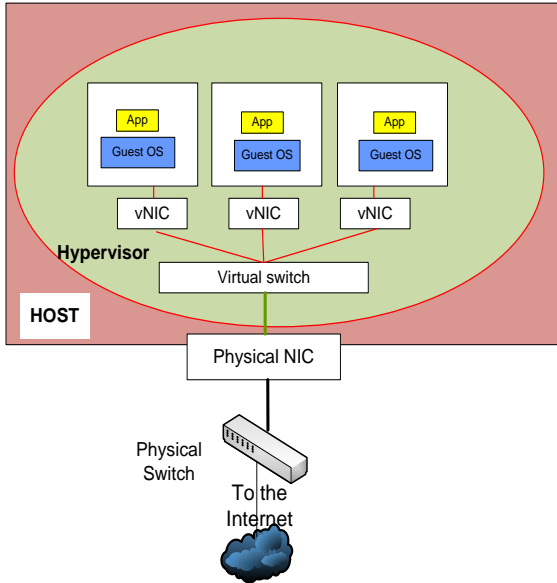 App
App
App
Guest OS
Guest OS
Guest OS
vNIC
vNIC
vNIC
Hypervisor
Virtual switch
HOST
Physical NIC
Physical
Switch
To the
Internet